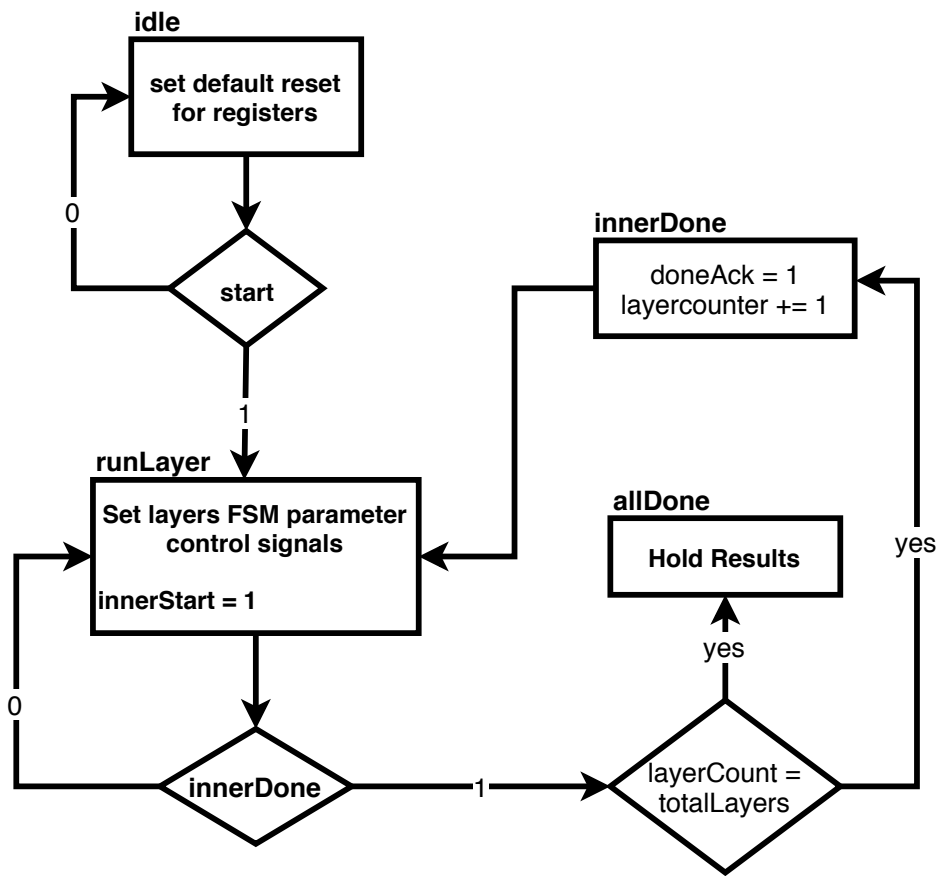 idle
set default reset
for registers
0
start
1
innerDone
doneAck = 1
layercounter += 1
runLayer
Set layers FSM parameter
control signals
innerStart = 1
allDone
Hold Results
yes
yes
0
innerDone
1
layerCount =
totalLayers